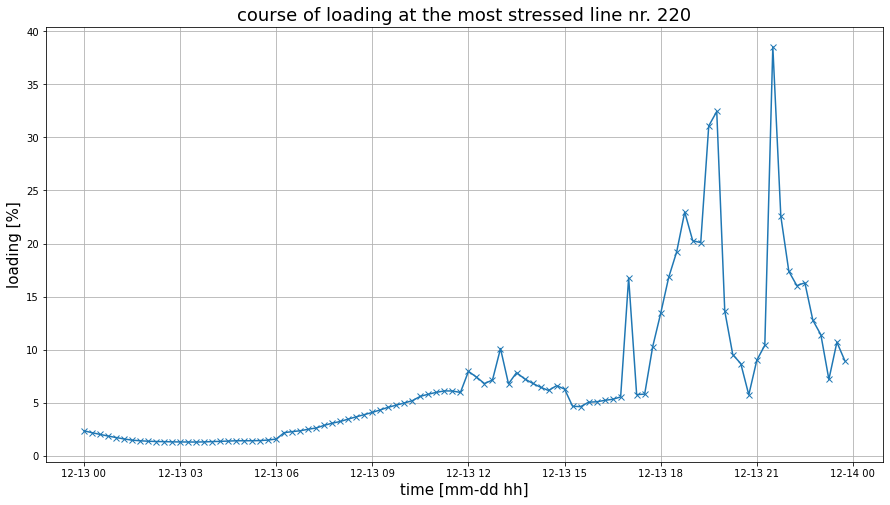 course of loading at the most stressed line nr. 220
40
35
30
25
20
15
10
5
0
loading [%]
12-13 00 12-13 03 12-13 06 12-13 09 12-13 12 12-13 15 12-13 18 12-13 21 12-14 00
time [mm-dd hh]